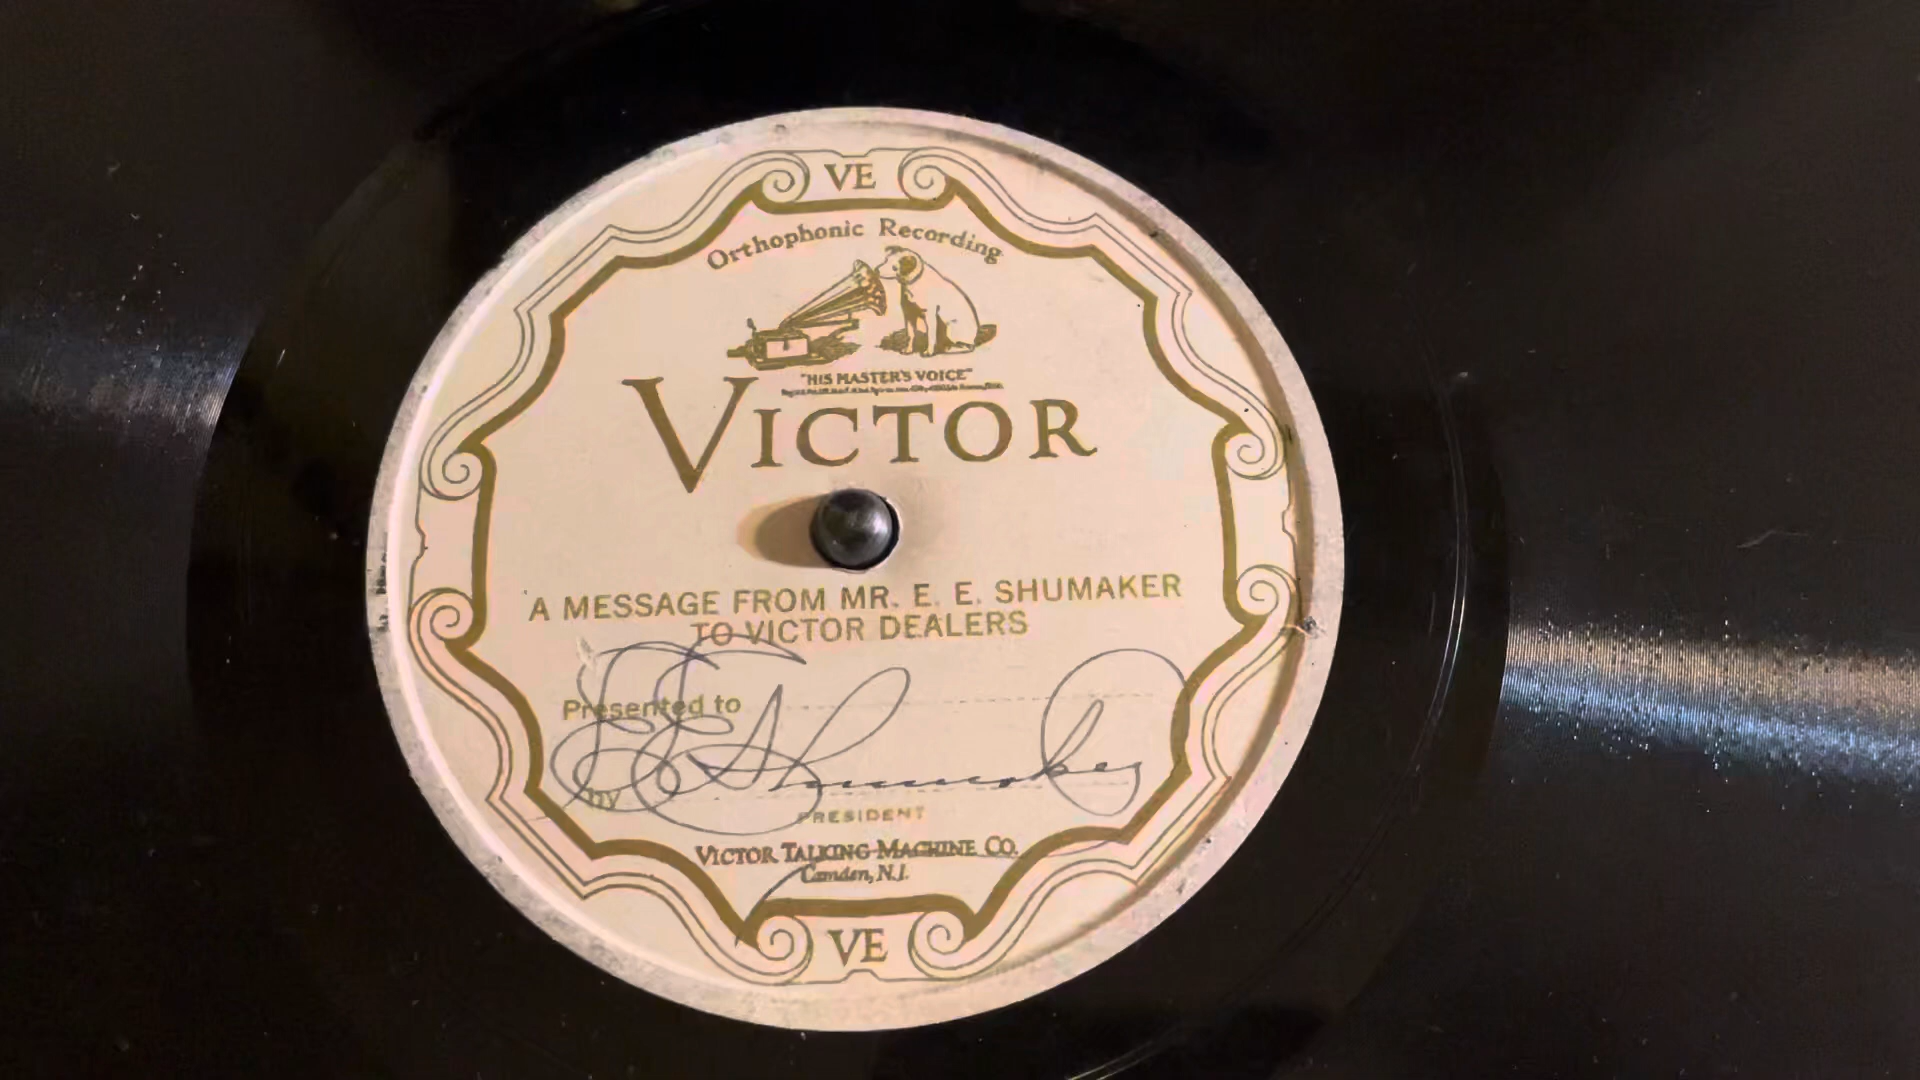 VE
Orthophonic Recording
"HIS MASTER'S VOICE"
VICTOR
A MESSAGE FROM MR. E. E. SHUMAKER
TO VICTOR DEALERS
Presented to
E E Shumaker
by
PRESIDENT
VICTOR TALKING MACHINE CO.
Camden, N.J.
VE